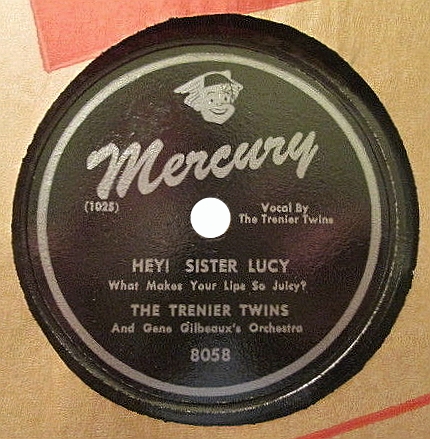 Mercury
(1025)
Vocal By
The Trenier Twins
HEY! SISTER LUCY
What Makes Your Lips So Juicy?
THE TRENIER TWINS
And Gene Gilbeaux's Orchestra
8058